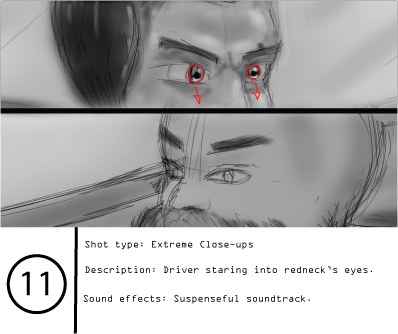 11
Shot type: Extreme Close-ups
Description: Driver staring into redneck's eyes.
Sound effects: Suspenseful soundtrack.